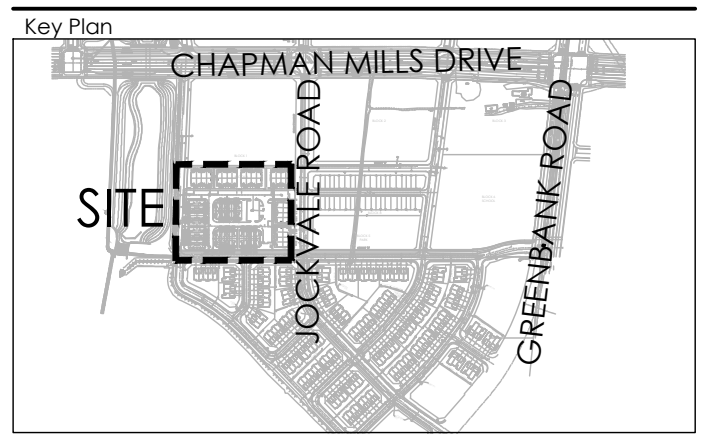 Key Plan
CHAPMAN MILLS DRIVE
JOCKVALE ROAD
GREENBANK ROAD
SITE